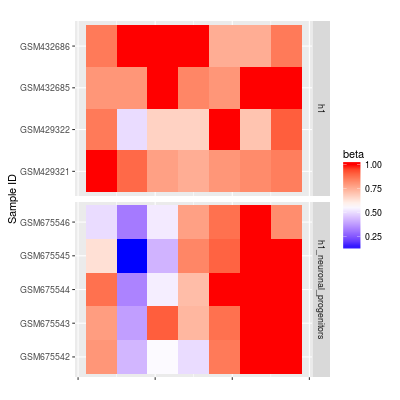 GSM432686
GSM432685
GSM429322
GSM429321
h1
GSM675546
GSM675545
GSM675544
GSM675543
GSM675542
h1_neuronal_progenitors
Sample ID
beta
1.00
0.75
0.50
0.25